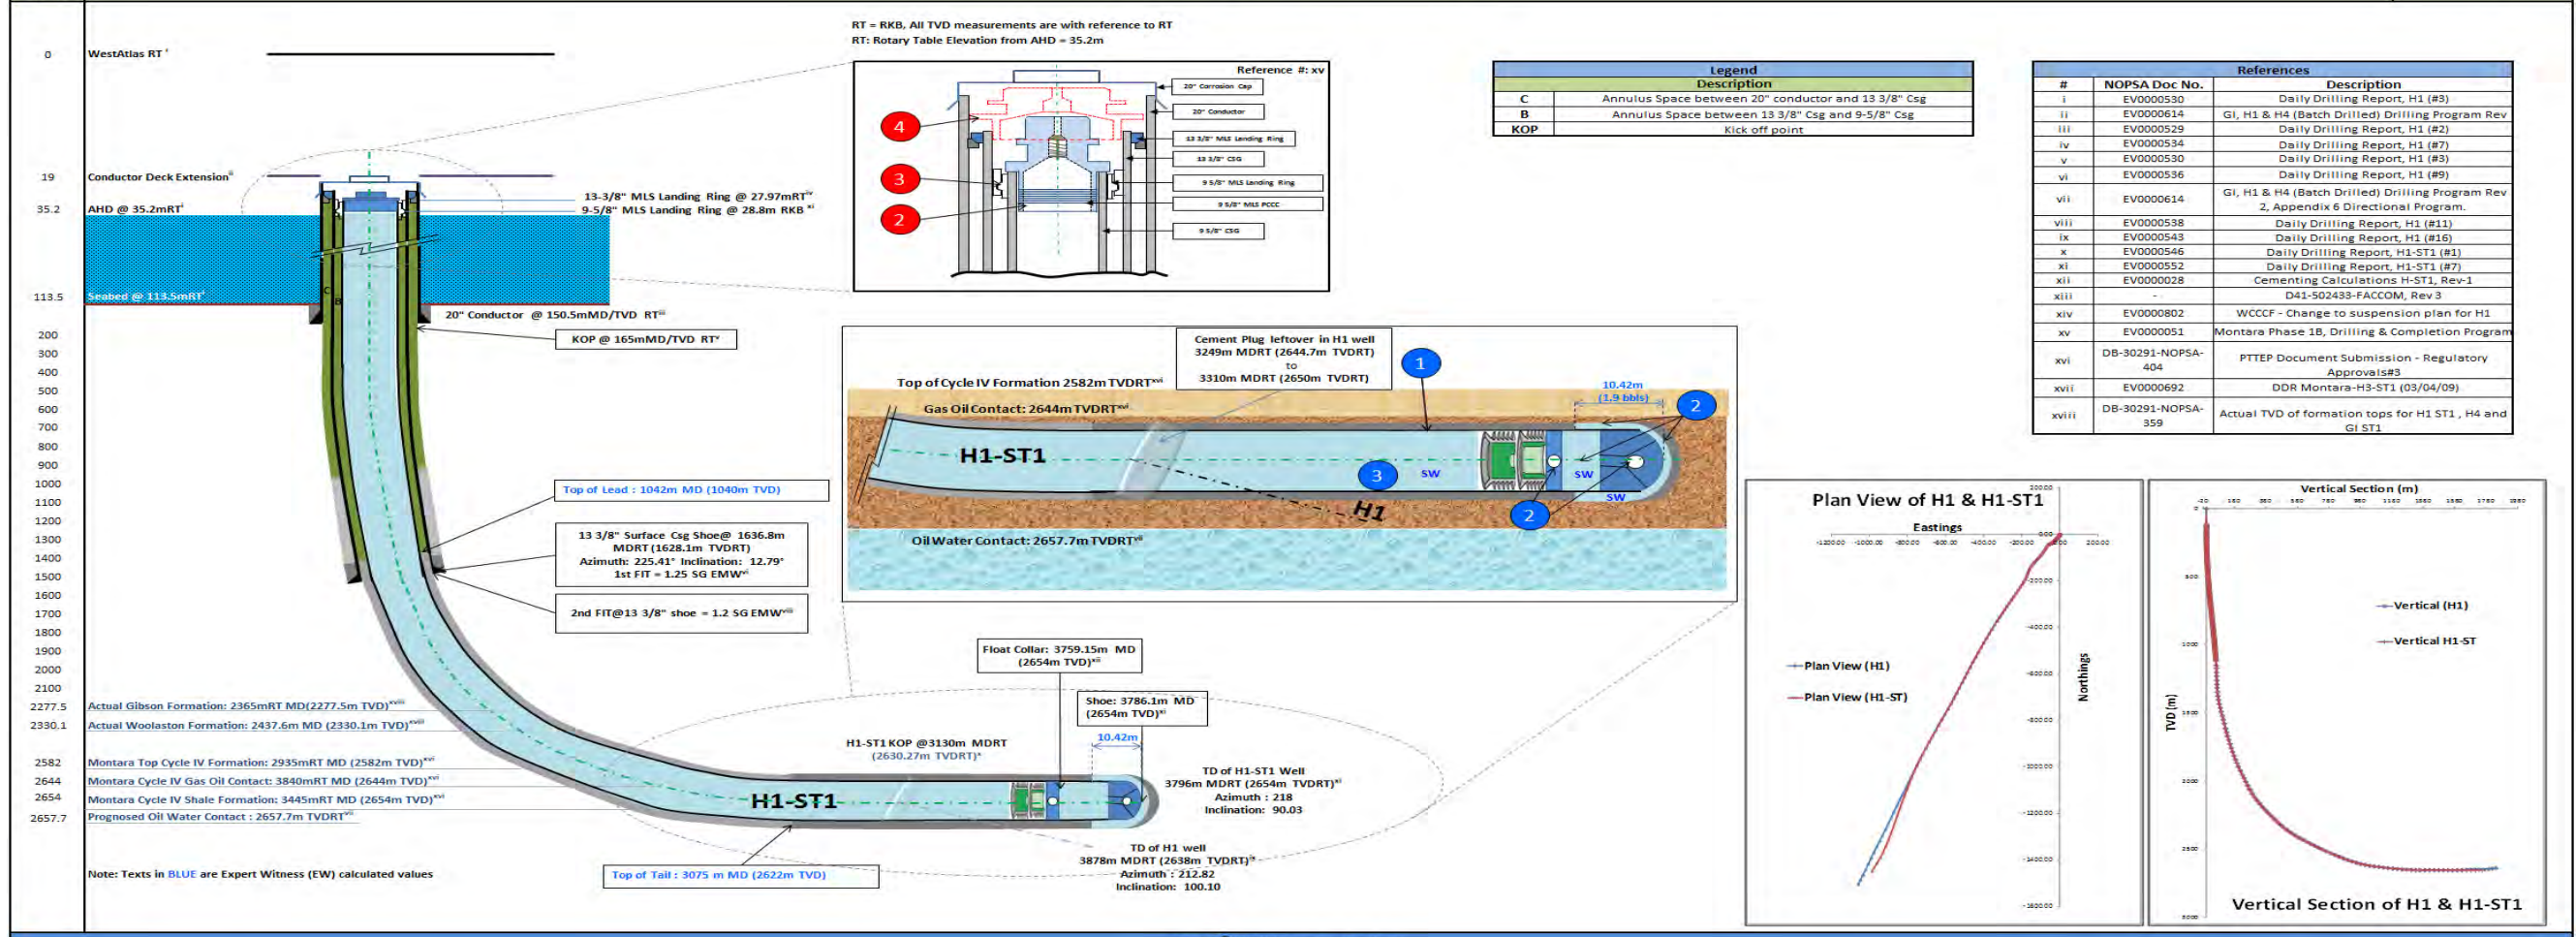 RT = RKB, All TVD measurements are with reference to RT
RT: Rotary Table Elevation from AHD = 35.2m
0
WestAtlas RT i
19
Conductor Deck Extension ii
35.2
AHD @ 35.2mRT i
113.5
Seabed @ 113.5mRT i
200
300
400
500
600
700
800
900
1000
1100
1200
1300
1400
1500
1600
1700
1800
1900
2000
2100
2277.5
Actual Gibson Formation: 2365mRT MD(2277.5m TVD) xviii
2330.1
Actual Woolaston Formation: 2437.6m MD (2330.1m TVD) xviii
2582
Montara Top Cycle IV Formation: 2935mRT MD (2582m TVD) xvi
2644
Montara Cycle IV Gas Oil Contact: 3840mRT MD (2644m TVD) xvi
2654
Montara Cycle IV Shale Formation: 3445mRT MD (2654m TVD) xvi
2657.7
Prognosed Oil Water Contact : 2657.7m TVDRT vii
Note: Texts in BLUE are Expert Witness (EW) calculated values
13-3/8" MLS Landing Ring @ 27.97mRT iv
9-5/8" MLS Landing Ring @ 28.8m RKB xi
C
B
20" Conductor @ 150.5mMD/TVD RT iii
KOP @ 165mMD/TVD RT v
Top of Lead : 1042m MD (1040m TVD)
13 3/8" Surface Csg Shoe@ 1636.8m
MDRT (1628.1m TVDRT)
Azimuth: 225.41° Inclination: 12.79°
1st FIT = 1.25 SG EMW vi
2nd FIT@13 3/8" shoe = 1.2 SG EMW viii
Float Collar: 3759.15m MD
(2654m TVD) xii
Shoe: 3786.1m MD
(2654m TVD) xi
10.42m
H1-ST1 KOP @3130m MDRT
(2630.27m TVDRT) x
H1-ST1
TD of H1-ST1 Well
3796m MDRT (2654m TVDRT) xi
Azimuth : 218
Inclination: 90.03
TD of H1 well
3878m MDRT (2638m TVDRT) ix
Azimuth : 212.82
Inclination: 100.10
Top of Tail : 3075 m MD (2622m TVD)
Reference #: xv
20" Corrosion Cap
20" Conductor
13 3/8" MLS Landing Ring
13 3/8" CSG
9 5/8" MLS Landing Ring
9 5/8" MLS PCCC
9 5/8" CSG
4
3
2
Cement Plug leftover in H1 well
3249m MDRT (2644.7m TVDRT)
to
3310m MDRT (2650m TVDRT)
1
10.42m
(1.9 bbls)
2
Top of Cycle IV Formation 2582m TVDRT xvi
Gas Oil Contact: 2644m TVDRT xvi
H1-ST1
3
SW
SW
SW
H1
2
Oil Water Contact: 2657.7m TVDRT vii
Legend
Description
C Annulus Space between 20" conductor and 13 3/8" Csg
B Annulus Space between 13 3/8" Csg and 9-5/8" Csg
KOP Kick off point
References
# NOPSA Doc No. Description
i EV0000530 Daily Drilling Report, H1 (#3)
ii EV0000614 GI, H1 & H4 (Batch Drilled) Drilling Program Rev
iii EV0000529 Daily Drilling Report, H1 (#2)
iv EV0000534 Daily Drilling Report, H1 (#7)
v EV0000530 Daily Drilling Report, H1 (#3)
vi EV0000536 Daily Drilling Report, H1 (#9)
vii EV0000614 GI, H1 & H4 (Batch Drilled) Drilling Program Rev
2, Appendix 6 Directional Program.
viii EV0000538 Daily Drilling Report, H1 (#11)
ix EV0000543 Daily Drilling Report, H1 (#16)
x EV0000546 Daily Drilling Report, H1-ST1 (#1)
xi EV0000552 Daily Drilling Report, H1-ST1 (#7)
xii EV0000028 Cementing Calculations H-ST1, Rev-1
xiii - D41-502433-FACCOM, Rev 3
xiv EV0000802 WCCCF - Change to suspension plan for H1
xv EV0000051 Montara Phase 1B, Drilling & Completion Program
xvi DB-30291-NOPSA-
404 PTTEP Document Submission - Regulatory
Approvals#3
xvii EV0000692 DDR Montara-H3-ST1 (03/04/09)
xviii DB-30291-NOPSA-
359 Actual TVD of formation tops for H1 ST1 , H4 and
GI ST1
Plan View of H1 & H1-ST1
Eastings
Northings
Plan View (H1)
Plan View (H1-ST)
Vertical Section (m)
TVD (m)
Vertical (H1)
Vertical H1-ST
Vertical Section of H1 & H1-ST1